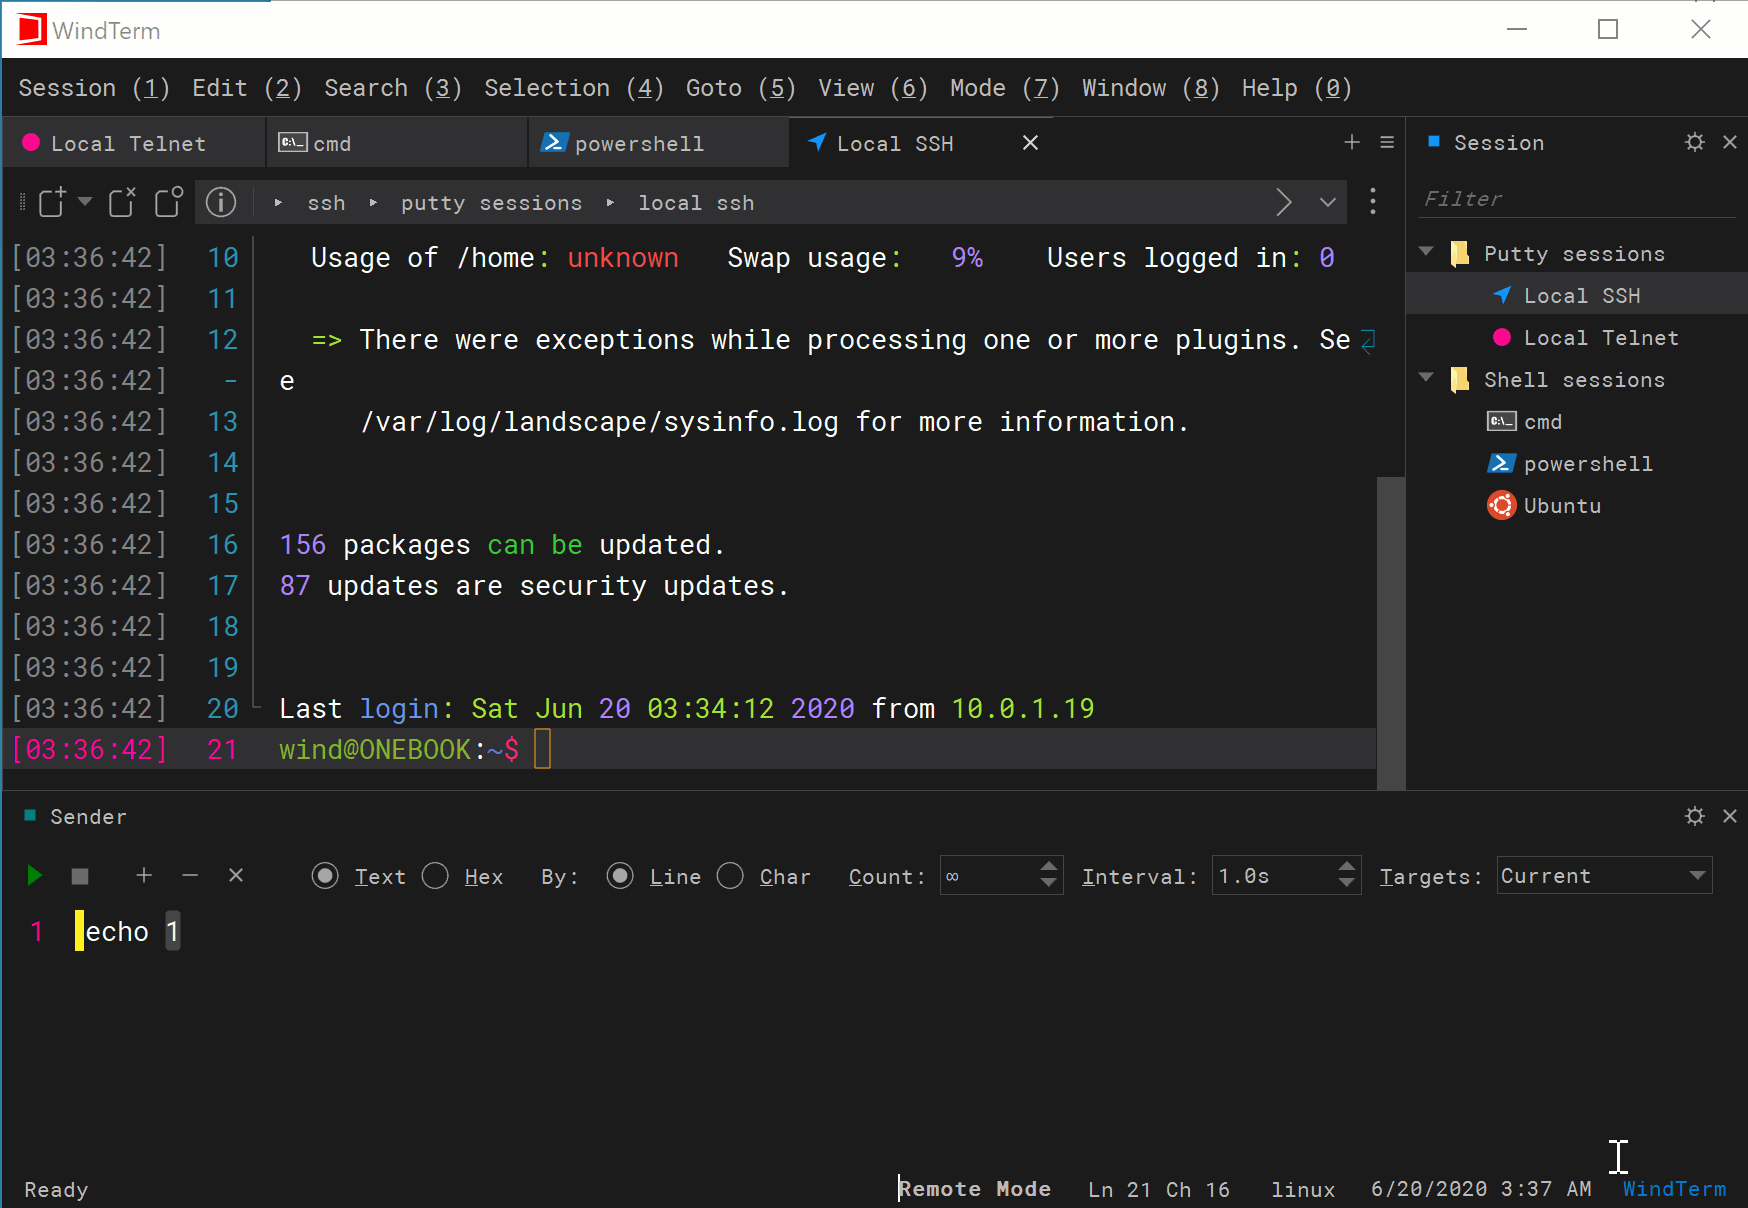 WindTerm
Session (1) Edit (2) Search (3) Selection (4) Goto (5) View (6) Mode (7) Window (8) Help (0)
Local Telnet
cmd
powershell
Local SSH
ssh putty sessions local ssh
[03:36:42] 10 Usage of /home: unknown Swap usage: 9% Users logged in: 0
[03:36:42] 11
[03:36:42] 12 => There were exceptions while processing one or more plugins. Se
[03:36:42] - e
[03:36:42] 13 /var/log/landscape/sysinfo.log for more information.
[03:36:42] 14
[03:36:42] 15
[03:36:42] 16 156 packages can be updated.
[03:36:42] 17 87 updates are security updates.
[03:36:42] 18
[03:36:42] 19
[03:36:42] 20 Last login: Sat Jun 20 03:34:12 2020 from 10.0.1.19
[03:36:42] 21 wind@ONEBOOK:~$
Session
Filter
Putty sessions
Local SSH
Local Telnet
Shell sessions
C:\_ cmd
powershell
Ubuntu
Sender
Text Hex By: Line Char Count: ∞ Interval: 1.0s Targets: Current
1 echo 1
Ready Remote Mode Ln 21 Ch 16 linux 6/20/2020 3:37 AM WindTerm